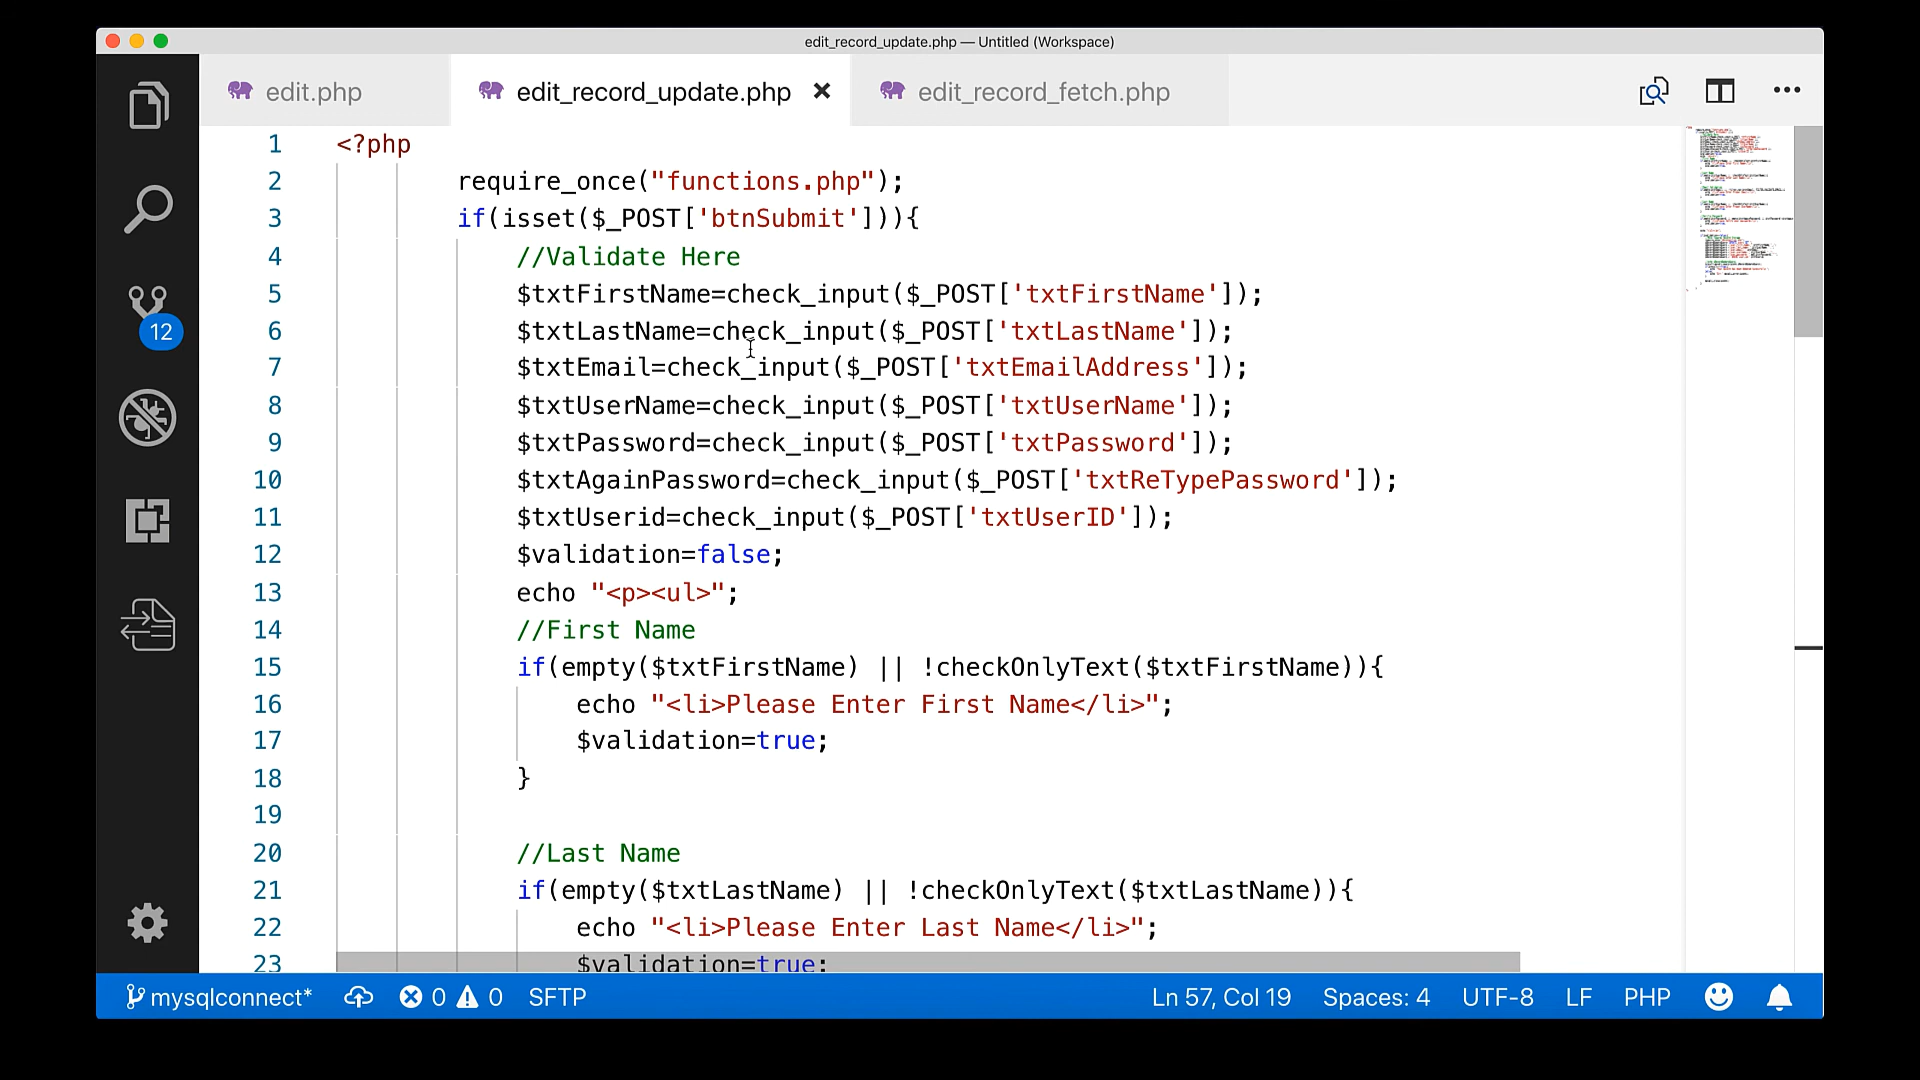 edit_record_update.php — Untitled (Workspace)
edit.php
edit_record_update.php
edit_record_fetch.php
1 <?php
2 require_once("functions.php");
3 if(isset($_POST['btnSubmit'])){
4 //Validate Here
5 $txtFirstName=check_input($_POST['txtFirstName']);
6 $txtLastName=check_input($_POST['txtLastName']);
7 $txtEmail=check_input($_POST['txtEmailAddress']);
8 $txtUserName=check_input($_POST['txtUserName']);
9 $txtPassword=check_input($_POST['txtPassword']);
10 $txtAgainPassword=check_input($_POST['txtReTypePassword']);
11 $txtUserid=check_input($_POST['txtUserID']);
12 $validation=false;
13 echo "<p><ul>";
14 //First Name
15 if(empty($txtFirstName) || !checkOnlyText($txtFirstName)){
16 echo "<li>Please Enter First Name</li>";
17 $validation=true;
18 }
19
20 //Last Name
21 if(empty($txtLastName) || !checkOnlyText($txtLastName)){
22 echo "<li>Please Enter Last Name</li>";
23 $validation=true;
12
mysqlconnect* 0 0 SFTP Ln 57, Col 19 Spaces: 4 UTF-8 LF PHP